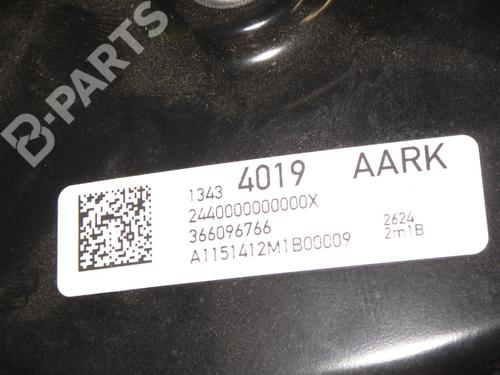 B-PARTS
1343 4019 AARK
2440000000000X
366096766 2624
A1151412M1B00009 2m1B